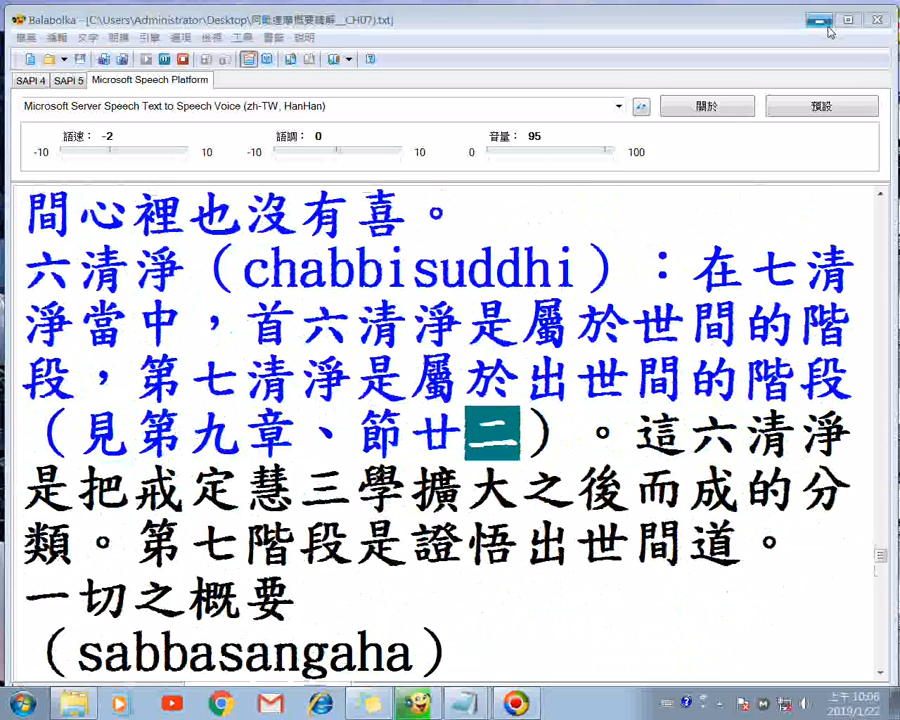 Balabolka - [C:\Users\Administrator\Desktop\阿毗達摩概要精解__CH07).txt]
檔案 編輯 文字 朗讀 引擎 選項 檢視 工具 書籤 說明
SAPI 4 SAPI 5 Microsoft Speech Platform
Microsoft Server Speech Text to Speech Voice (zh-TW, HanHan) 關於 預設
語速： -2 語調： 0 音量： 95
-10 10 -10 10 0 100
間心裡也沒有喜。
六清淨（chabbisuddhi）：在七清
淨當中，首六清淨是屬於世間的階
段，第七清淨是屬於出世間的階段
（見第九章、節廿二）。這六清淨
是把戒定慧三學擴大之後而成的分
類。第七階段是證悟出世間道。
一切之概要
（sabbasangaha）
上午 10:06
2019/1/22